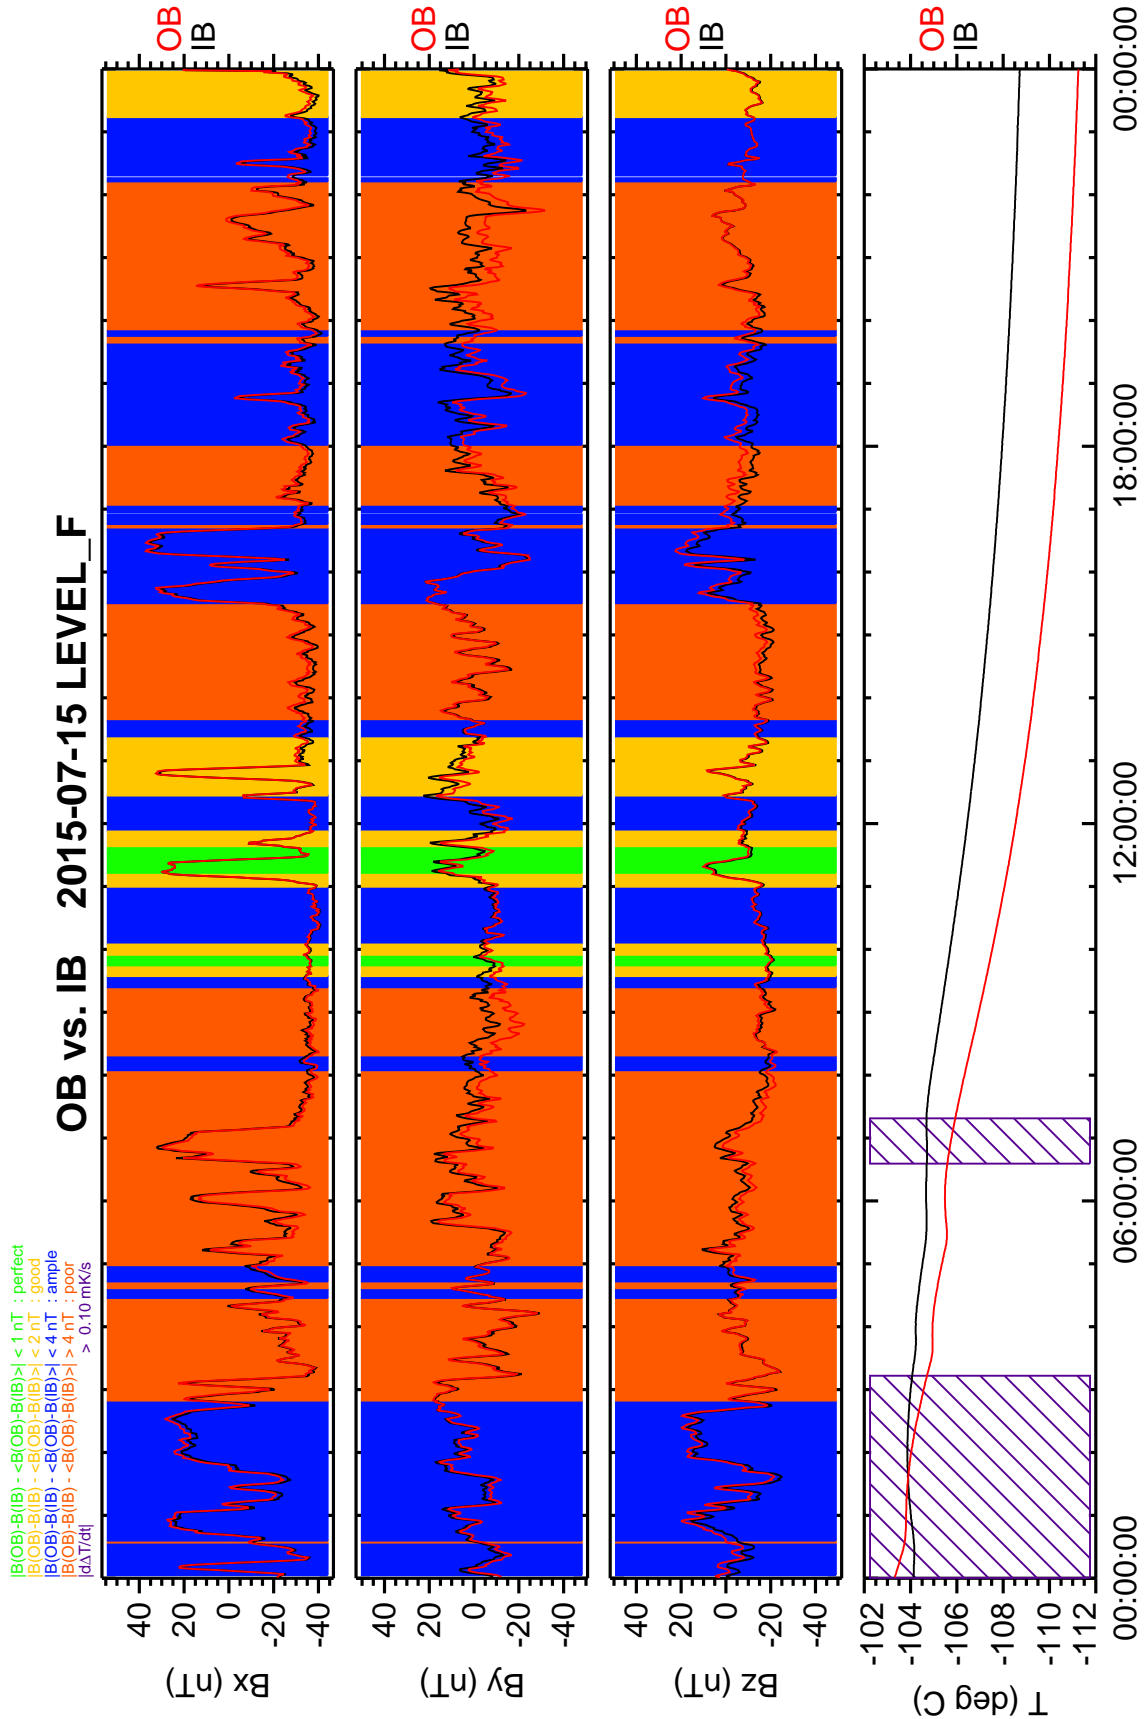 OB vs. IB 2015-07-15 LEVEL_F
|B(OB)-B(IB) - <B(OB)-B(IB)>| < 1 nT : perfect
|B(OB)-B(IB) - <B(OB)-B(IB)>| < 2 nT : good
|B(OB)-B(IB) - <B(OB)-B(IB)>| < 4 nT : ample
|B(OB)-B(IB) - <B(OB)-B(IB)>| > 4 nT : poor
|dΔT/dt| > 0.10 mK/s
Bx (nT)
40
20
0
-20
-40
OB
IB
By (nT)
40
20
0
-20
-40
OB
IB
Bz (nT)
40
20
0
-20
-40
OB
IB
T (deg C)
-102
-104
-106
-108
-110
-112
OB
IB
00:00:00 06:00:00 12:00:00 18:00:00 00:00:00